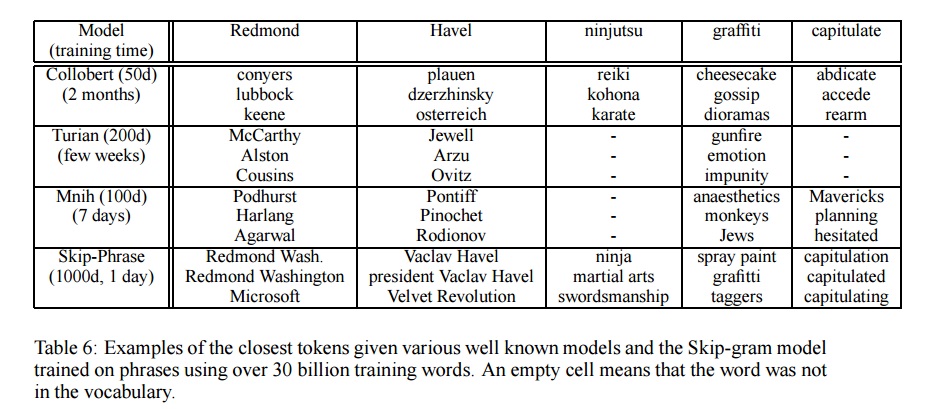 Model Redmond Havel ninjutsu graffiti capitulate
(training time)
Collobert (50d) conyers plauen reiki cheesecake abdicate
(2 months) lubbock dzerzhinsky kohona gossip accede
keene osterreich karate dioramas rearm
Turian (200d) McCarthy Jewell - gunfire -
(few weeks) Alston Arzu - emotion -
Cousins Ovitz - impunity -
Mnih (100d) Podhurst Pontiff - anaesthetics Mavericks
(7 days) Harlang Pinochet - monkeys planning
Agarwal Rodionov - Jews hesitated
Skip-Phrase Redmond Wash. Vaclav Havel ninja spray paint capitulation
(1000d, 1 day) Redmond Washington president Vaclav Havel martial arts grafitti capitulated
Microsoft Velvet Revolution swordsmanship taggers capitulating
Table 6: Examples of the closest tokens given various well known models and the Skip-gram model
trained on phrases using over 30 billion training words. An empty cell means that the word was not
in the vocabulary.